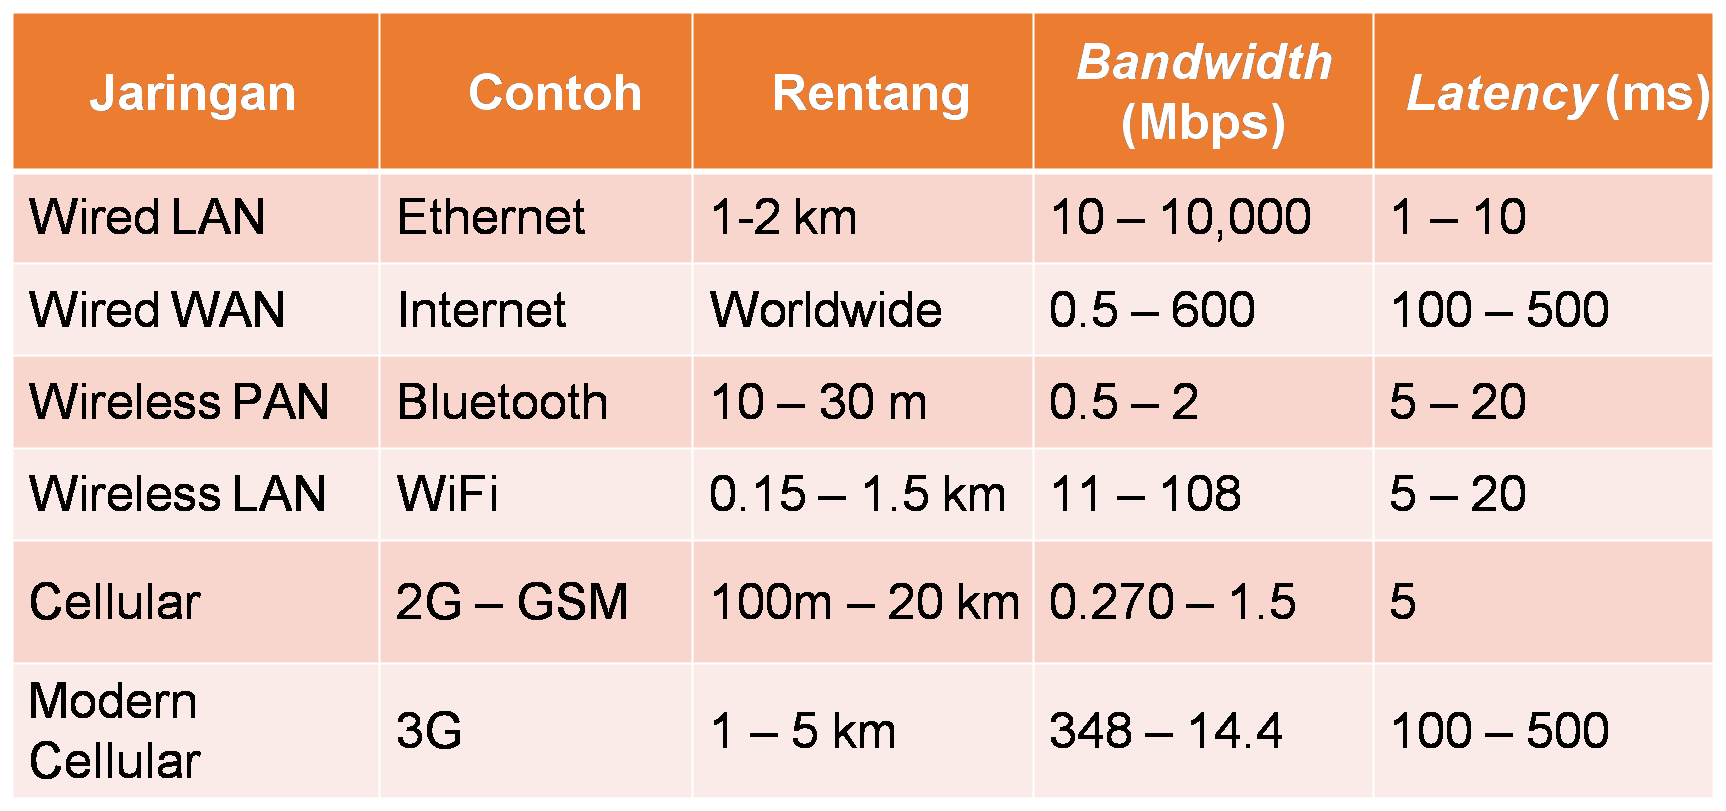 Jaringan Contoh Rentang Bandwidth (Mbps) Latency (ms)
Wired LAN Ethernet 1-2 km 10 – 10,000 1 – 10
Wired WAN Internet Worldwide 0.5 – 600 100 – 500
Wireless PAN Bluetooth 10 – 30 m 0.5 – 2 5 – 20
Wireless LAN WiFi 0.15 – 1.5 km 11 – 108 5 – 20
Cellular 2G – GSM 100m – 20 km 0.270 – 1.5 5
Modern Cellular 3G 1 – 5 km 348 – 14.4 100 – 500